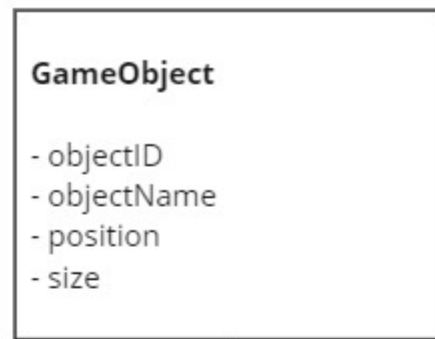 GameObject
- objectID
- objectName
- position
- size